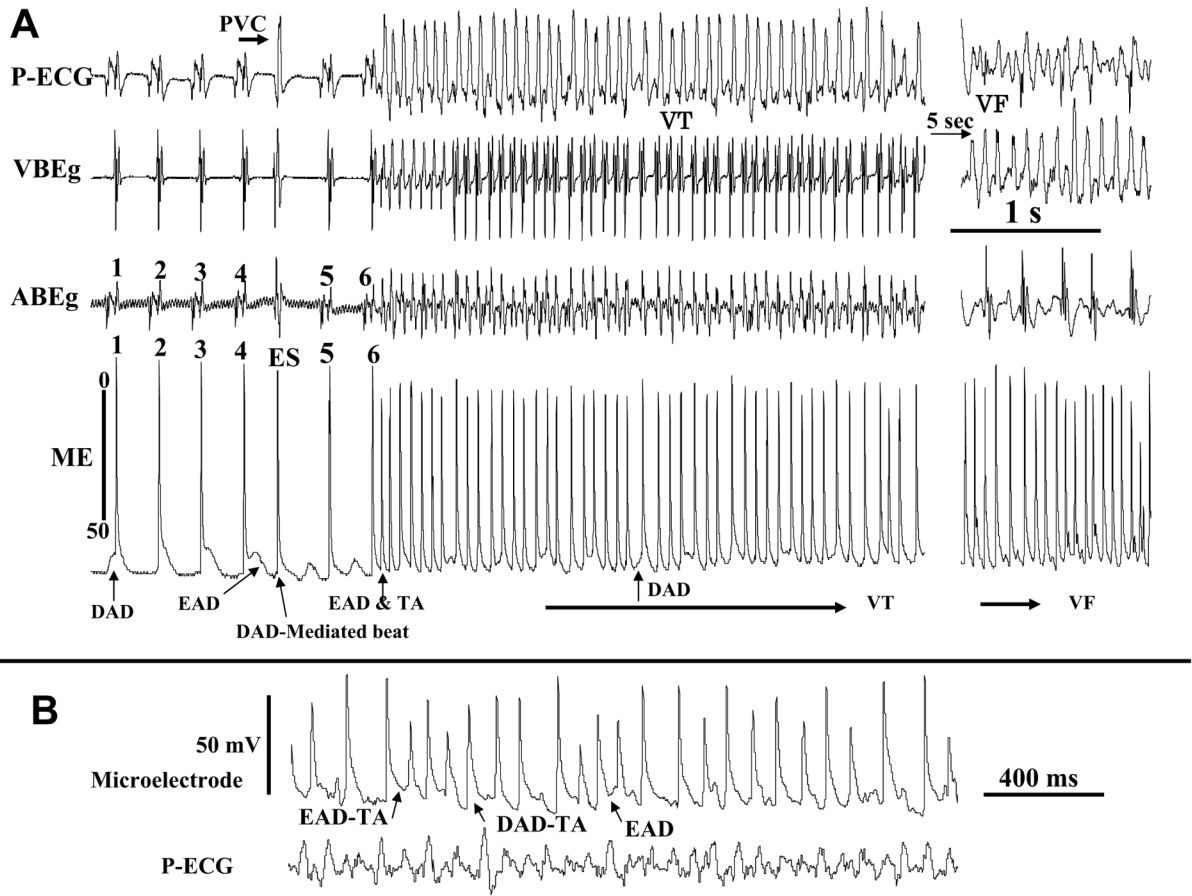 A
PVC
P-ECG
VT
VF
5 sec
VBEg
1 s
1 2 3 4 5 6
ABEg
1 2 3 4 ES 5 6
0
ME
50
DAD
EAD
DAD-Mediated beat
EAD & TA
DAD
VT
VF
B
50 mV
Microelectrode
400 ms
EAD-TA
DAD-TA
EAD
P-ECG